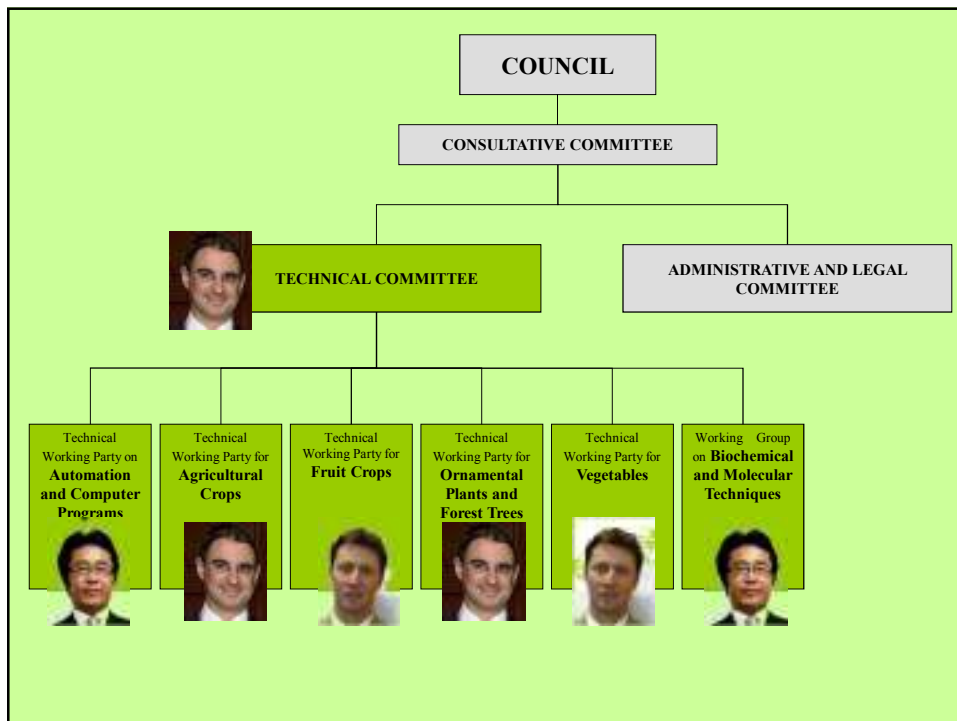 COUNCIL
CONSULTATIVE COMMITTEE
TECHNICAL COMMITTEE
ADMINISTRATIVE AND LEGAL
COMMITTEE
Technical
Working Party on
Automation
and Computer
Programs
Technical
Working Party for
Agricultural
Crops
Technical
Working Party for
Fruit Crops
Technical
Working Party for
Ornamental
Plants and
Forest Trees
Technical
Working Party for
Vegetables
Working Group
on Biochemical
and Molecular
Techniques